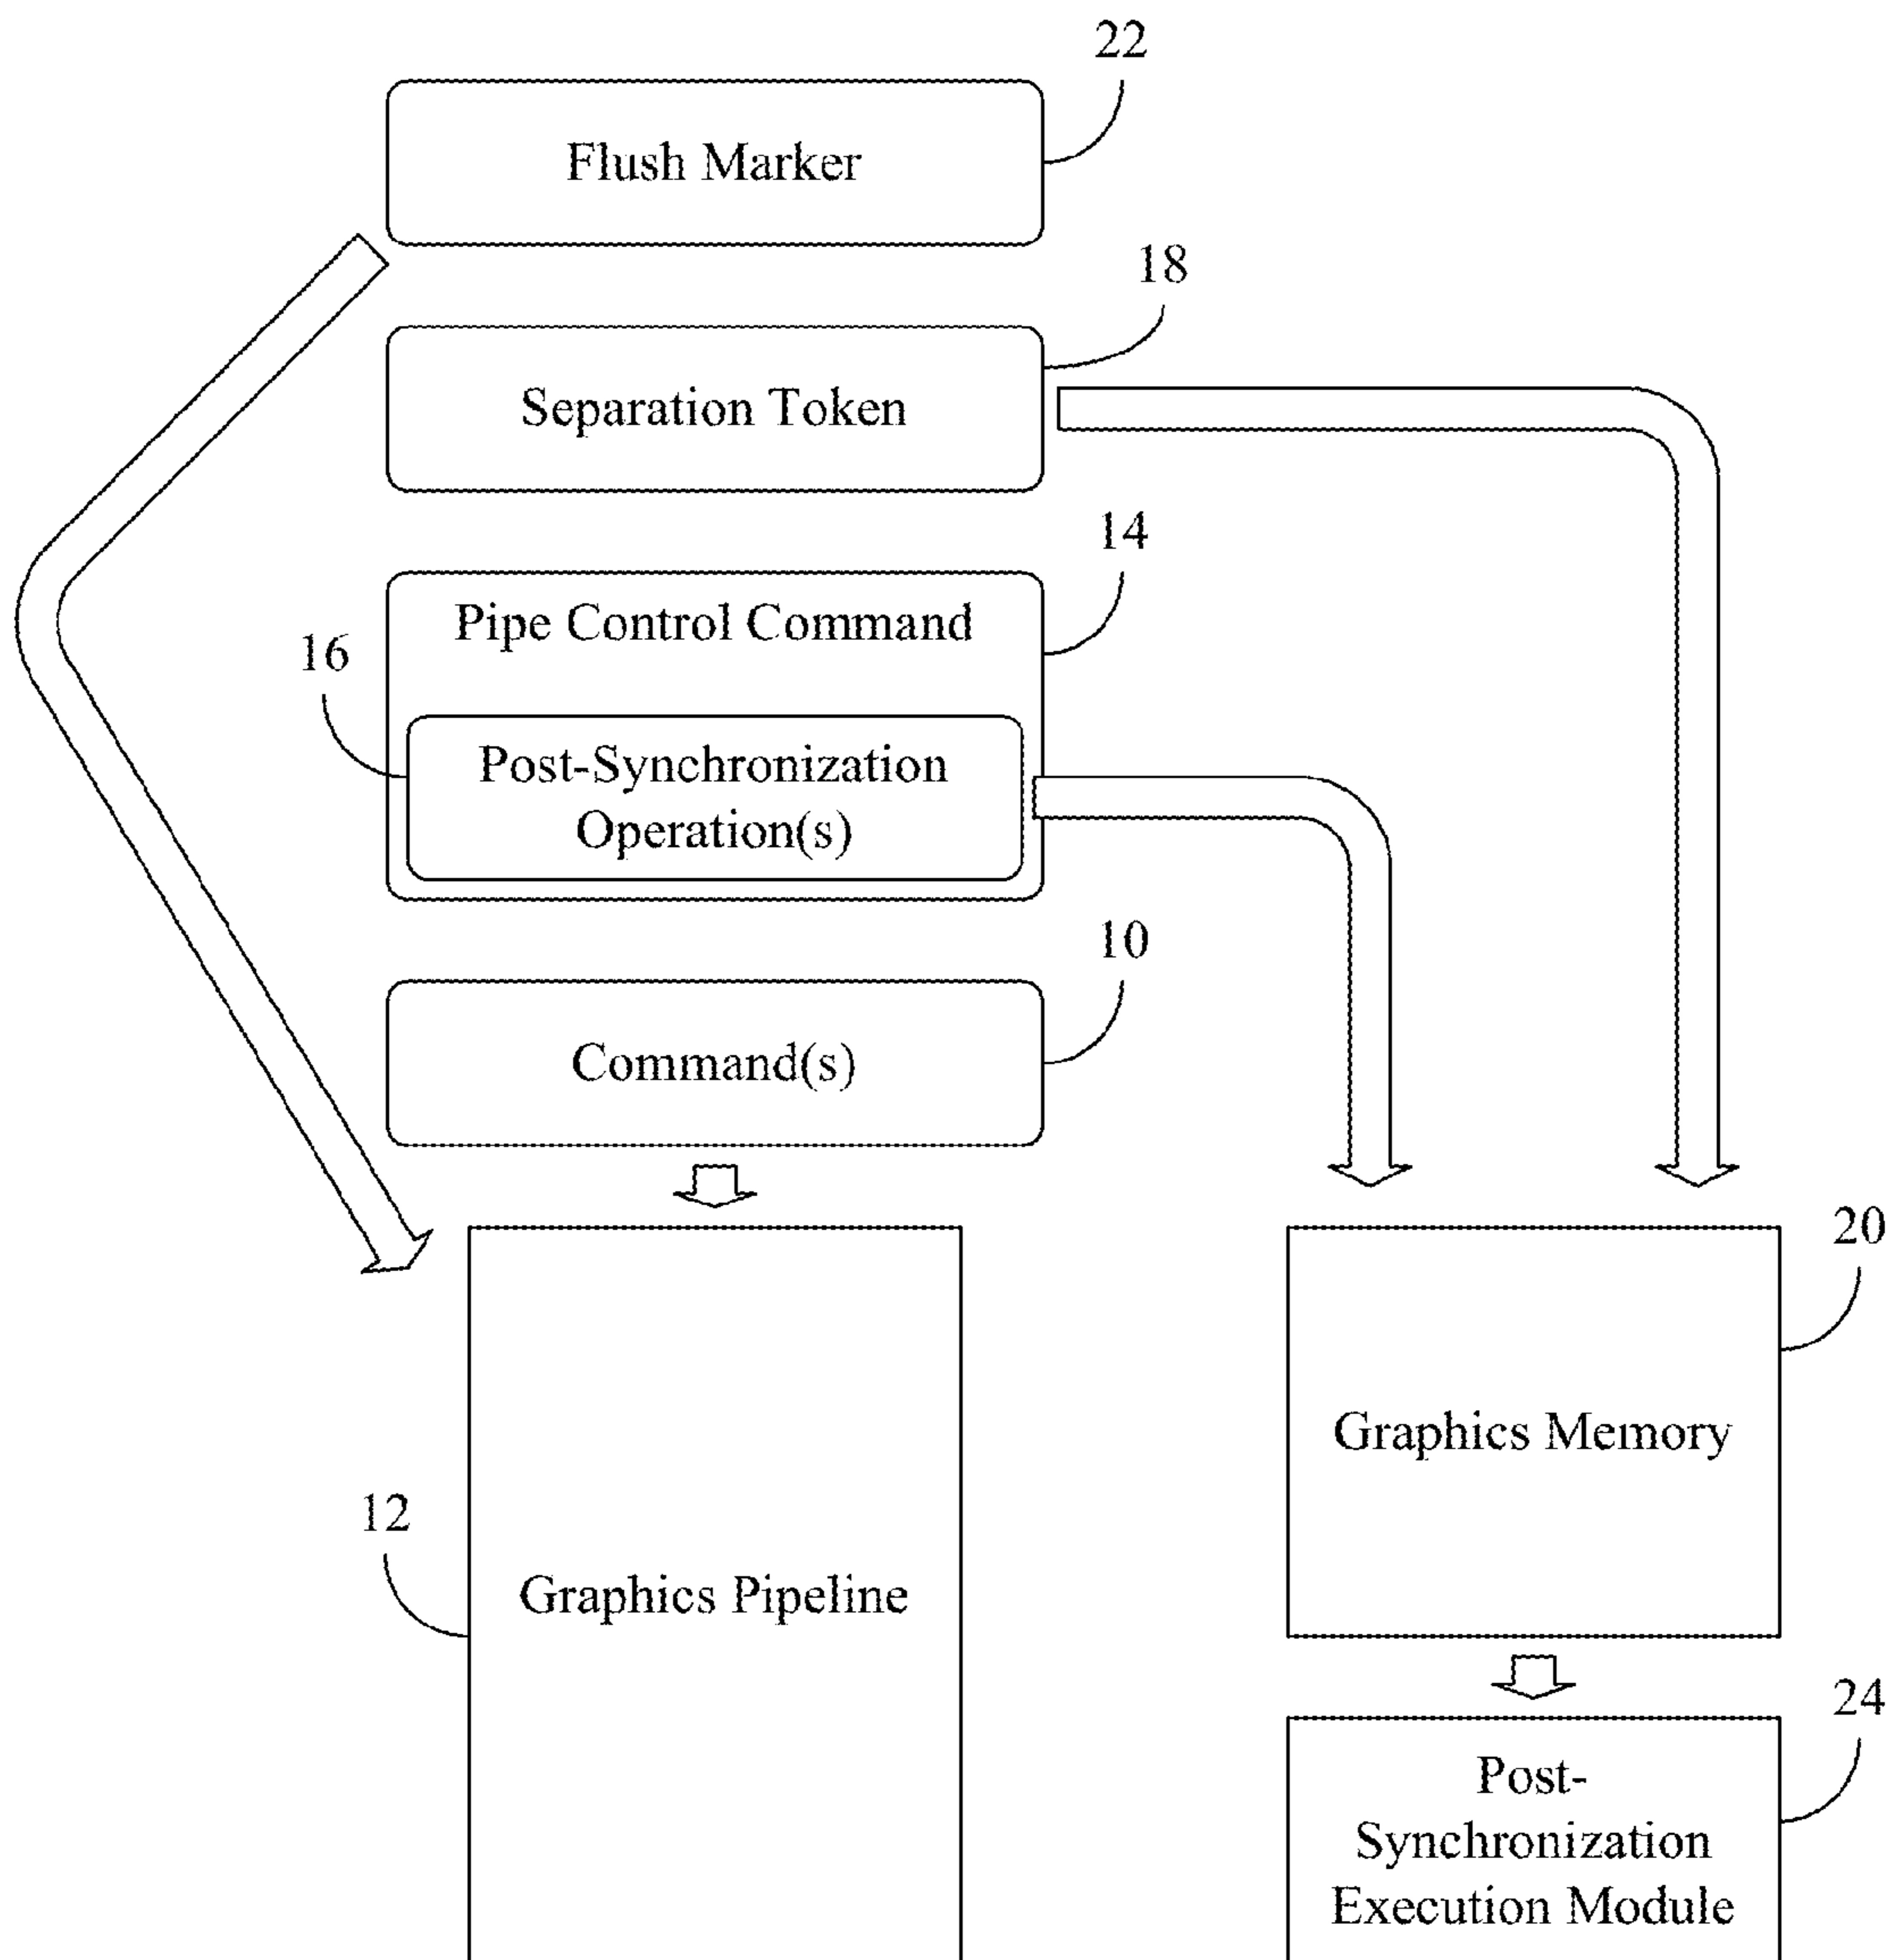 22
Flush Marker
18
Separation Token
14
Pipe Control Command
16
Post-Synchronization
Operation(s)
10
Command(s)
20
Graphics Memory
12
Graphics Pipeline
24
Post-
Synchronization
Execution Module